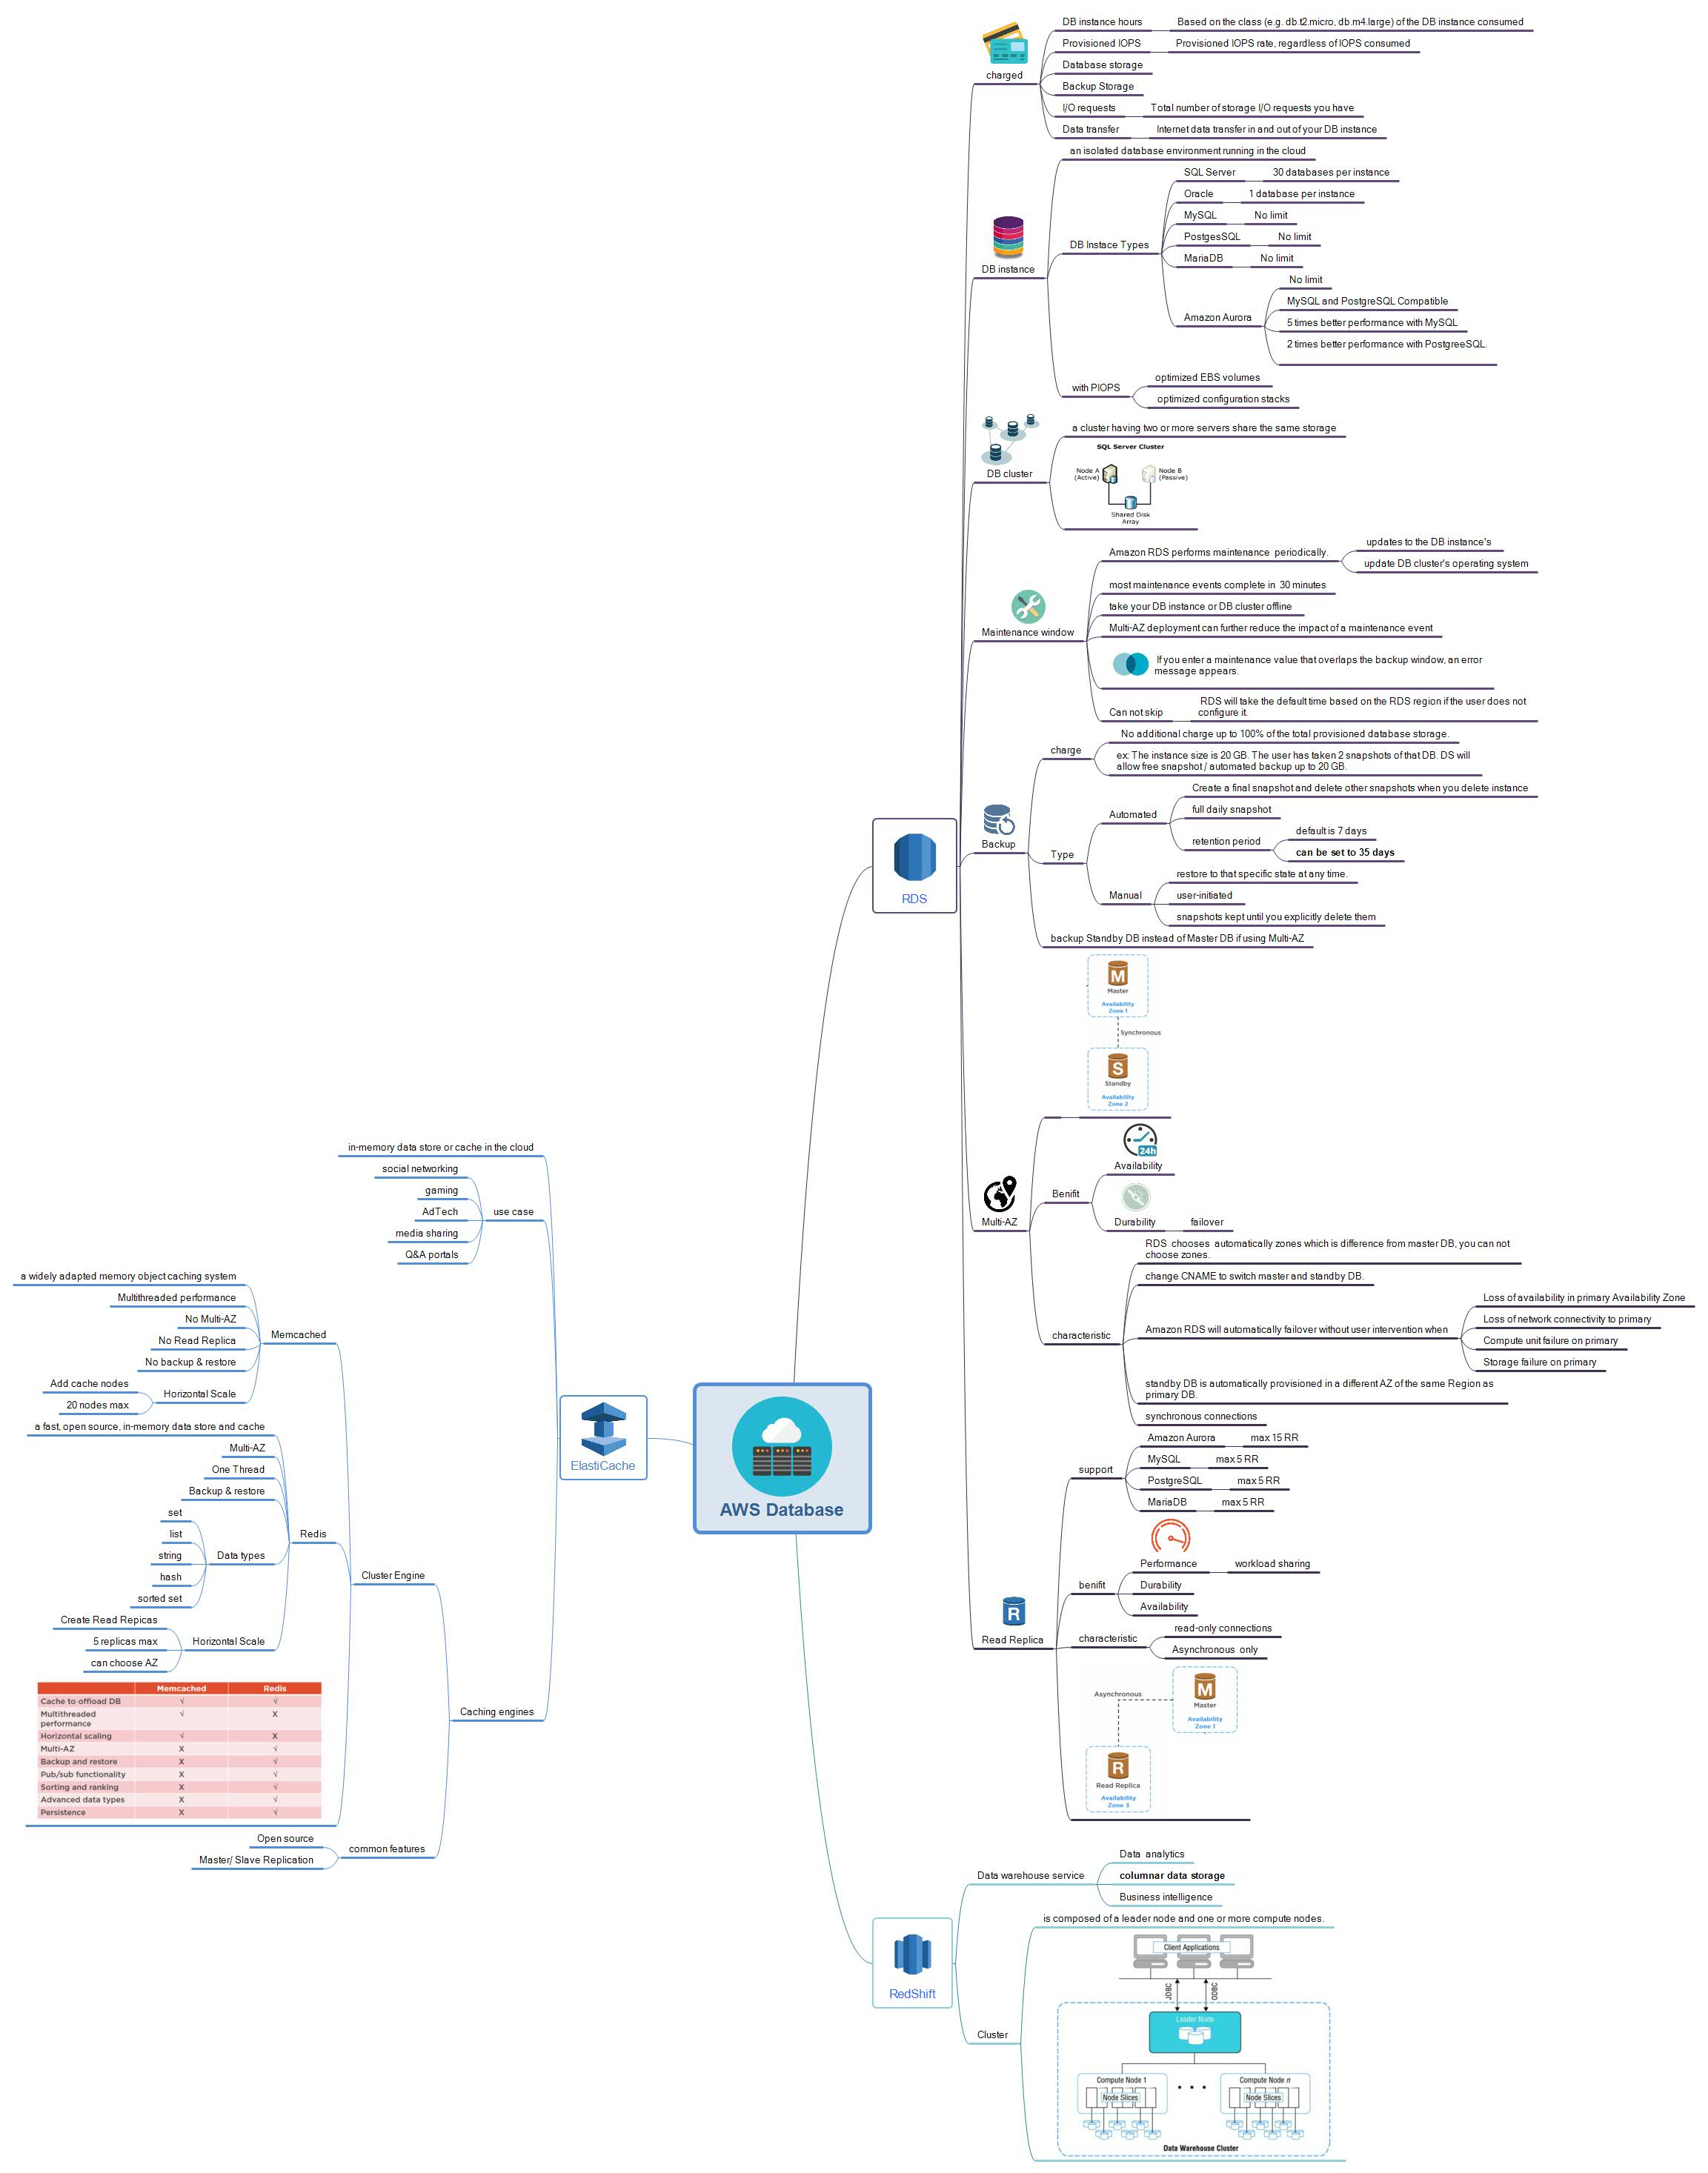 DB instance hours
Based on the class (e.g. db.t2.micro, db.m4.large) of the DB instance consumed
Provisioned IOPS
Provisioned IOPS rate, regardless of IOPS consumed
Database storage
charged
Backup Storage
I/O requests
Total number of storage I/O requests you have
Data transfer
Internet data transfer in and out of your DB instance
an isolated database environment running in the cloud
SQL Server
30 databases per instance
Oracle
1 database per instance
MySQL
No limit
PostgesSQL
No limit
DB Instace Types
MariaDB
No limit
DB instance
No limit
MySQL and PostgreSQL Compatible
Amazon Aurora
5 times better performance with MySQL
2 times better performance with PostgreeSQL.
with PIOPS
optimized EBS volumes
optimized configuration stacks
DB cluster
a cluster having two or more servers share the same storage
SQL Server Cluster
Node A
(Active)
Node B
(Passive)
Shared Disk
Array
Maintenance window
Amazon RDS performs maintenance  periodically.
updates to the DB instance's
update DB cluster's operating system
most maintenance events complete in  30 minutes
take your DB instance or DB cluster offline
Multi-AZ deployment can further reduce the impact of a maintenance event
If you enter a maintenance value that overlaps the backup window, an error
message appears.
Can not skip
RDS will take the default time based on the RDS region if the user does not
configure it.
RDS
Backup
charge
No additional charge up to 100% of the total provisioned database storage.
ex: The instance size is 20 GB. The user has taken 2 snapshots of that DB. DS will
allow free snapshot / automated backup up to 20 GB.
Type
Automated
Create a final snapshot and delete other snapshots when you delete instance
full daily snapshot
retention period
default is 7 days
can be set to 35 days
Manual
restore to that specific state at any time.
user-initiated
snapshots kept until you explicitly delete them
backup Standby DB instead of Master DB if using Multi-AZ
M
Master
Availability
Zone 1
Synchronous
S
Standby
Availability
Zone 2
Multi-AZ
Benifit
24h
Availability
Durability
failover
characteristic
RDS  chooses  automatically zones which is difference from master DB, you can not
choose zones.
change CNAME to switch master and standby DB.
Amazon RDS will automatically failover without user intervention when
Loss of availability in primary Availability Zone
Loss of network connectivity to primary
Compute unit failure on primary
Storage failure on primary
standby DB is automatically provisioned in a different AZ of the same Region as
primary DB.
synchronous connections
R
Read Replica
support
Amazon Aurora
max 15 RR
MySQL
max 5 RR
PostgreSQL
max 5 RR
MariaDB
max 5 RR
benifit
Performance
workload sharing
Durability
Availability
characteristic
read-only connections
Asynchronous  only
Asynchronous
M
Master
Availability
Zone 1
R
Read Replica
Availability
Zone 3
AWS Database
ElastiCache
in-memory data store or cache in the cloud
use case
social networking
gaming
AdTech
media sharing
Q&A portals
Caching engines
Cluster Engine
Memcached
a widely adapted memory object caching system
Multithreaded performance
No Multi-AZ
No Read Replica
No backup & restore
Horizontal Scale
Add cache nodes
20 nodes max
Redis
a fast, open source, in-memory data store and cache
Multi-AZ
One Thread
Backup & restore
Data types
set
list
string
hash
sorted set
Horizontal Scale
Create Read Repicas
5 replicas max
can choose AZ
Memcached Redis
Cache to offload DB √ √
Multithreaded √ X
performance
Horizontal scaling √ X
Multi-AZ X √
Backup and restore X √
Pub/sub functionality X √
Sorting and ranking X √
Advanced data types X √
Persistence X √
common features
Open source
Master/ Slave Replication
RedShift
Data warehouse service
Data  analytics
columnar data storage
Business intelligence
Cluster
is composed of a leader node and one or more compute nodes.
Client Applications
JDBC
ODBC
Leader Node
Compute Node 1
Node Slices
Compute Node n
Node Slices
Data Warehouse Cluster